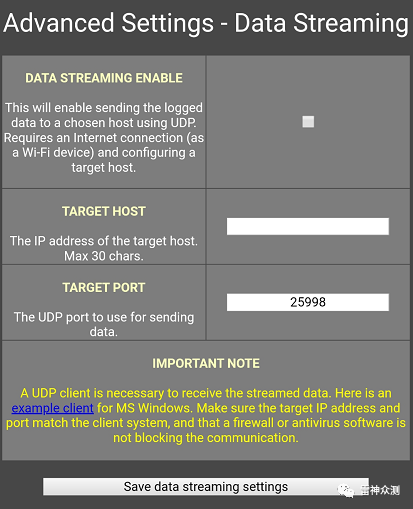 Advanced Settings - Data Streaming
DATA STREAMING ENABLE
This will enable sending the logged
data to a chosen host using UDP.
Requires an Internet connection (as
a Wi-Fi device) and configuring a
target host.
TARGET HOST
The IP address of the target host.
Max 30 chars.
TARGET PORT
The UDP port to use for sending
data.
25998
IMPORTANT NOTE
A UDP client is necessary to receive the streamed data. Here is an
example client for MS Windows. Make sure the target IP address and
port match the client system, and that a firewall or antivirus software is
not blocking the communication.
Save data streaming settings
雷神众测